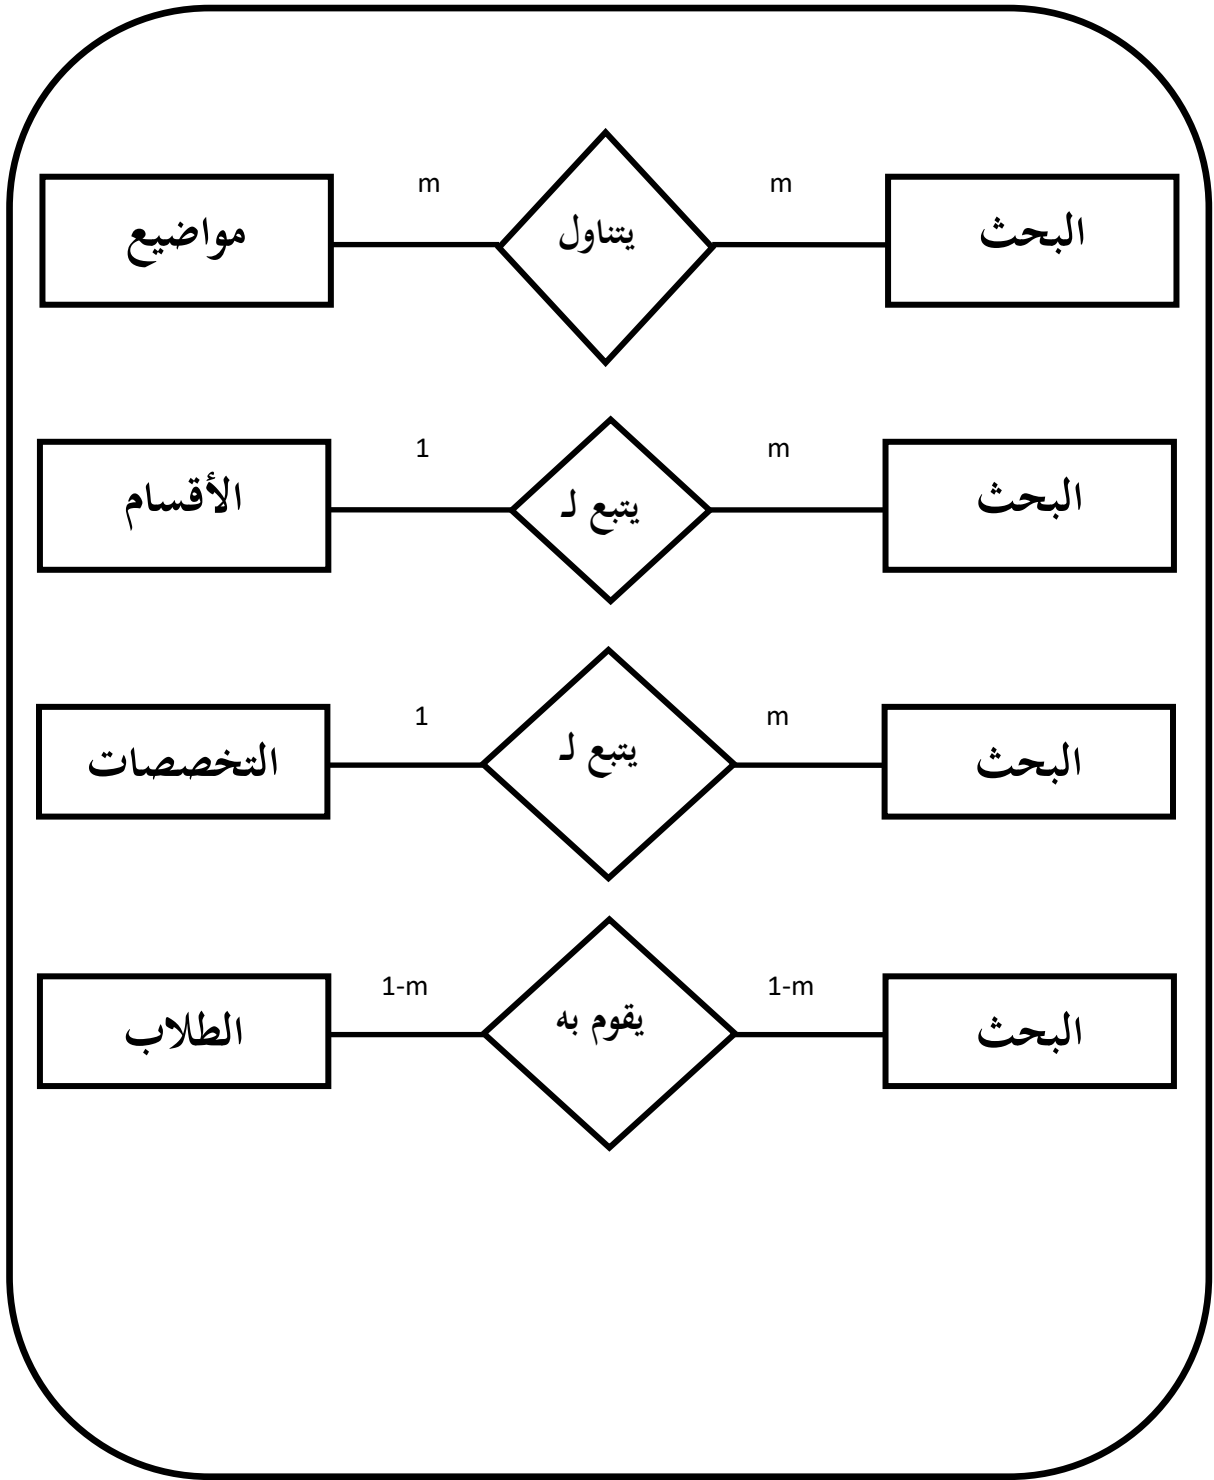 البحث m يتناول m مواضيع
البحث m يتبع لـ 1 الأقسام
البحث m يتبع لـ 1 التخصصات
البحث 1-m يقوم به 1-m الطلاب